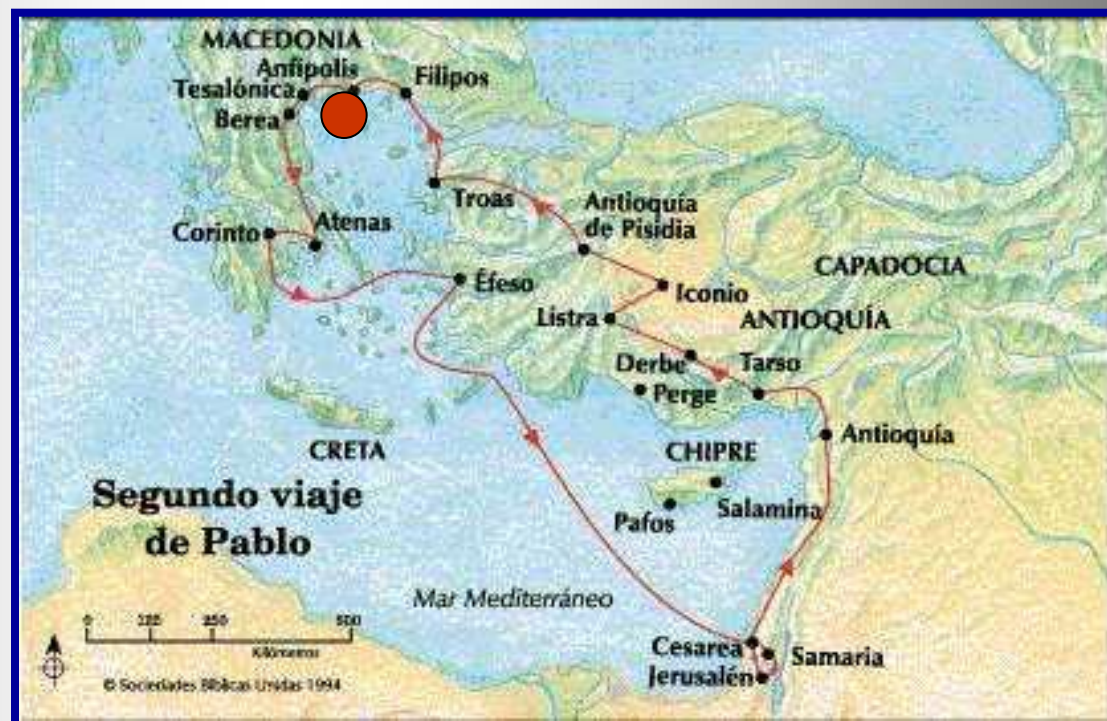 MACEDONIA
Anfípolis
Tesalónica
Filipos
Berea
Troas
Antioquía
de Pisidia
Corinto
Atenas
CAPADOCIA
Éfeso
Iconio
Listra
ANTIOQUÍA
Derbe
Tarso
Perge
Antioquía
CRETA
CHIPRE
Segundo viaje
de Pablo
Salamina
Pafos
Mar Mediterráneo
0 250 500
Kilómetros
Cesarea
Samaria
Jerusalén
© Sociedades Bíblicas Unidas 1994